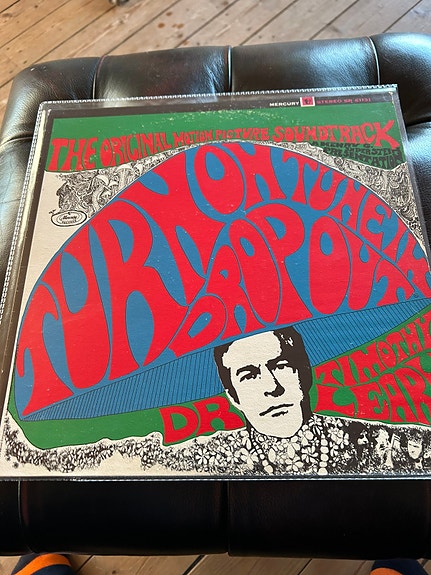 MERCURY STEREO SR 61131
THE ORIGINAL MOTION PICTURE SOUNDTRACK
TURN ON TUNE IN
DROP OUT
DR TIMOTHY
LEARY